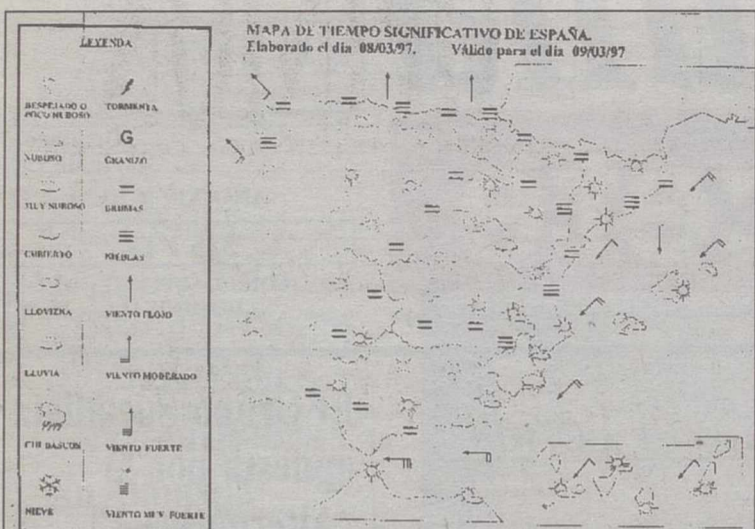 LEYENDA
DESPEJADO O
POCO NUBOSO
TORMENTA
NUBOSO
G
GRANIZO
MUY NUBOSO
BRUMAS
CUBIERTO
NIEBLAS
LLOVIZNA
VIENTO FLOJO
LLUVIA
VIENTO MODERADO
CHUBASCOS
VIENTO FUERTE
NIEVE
VIENTO MUY FUERTE
MAPA DE TIEMPO SIGNIFICATIVO DE ESPAÑA.
Elaborado el día 08/03/97. Válido para el día 09/03/97